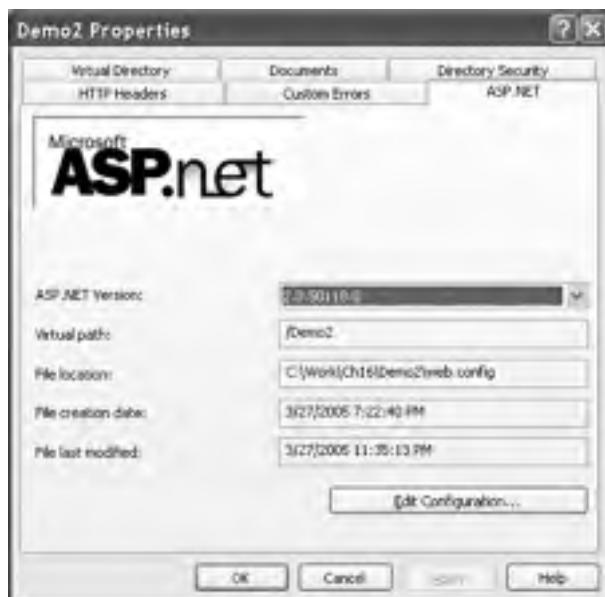 Demo2 Properties
Virtual Directory Documents Directory Security
HTTP Headers Custom Errors ASP.NET
Microsoft
ASP.net
ASP.NET Version:
Virtual path: /Demo2
File location: C:\Work\Ch16\Demo2\web.config
File creation date: 3/27/2005 7:22:40 PM
File last modified: 3/27/2005 11:35:13 PM
Edit Configuration...
OK Cancel Apply Help